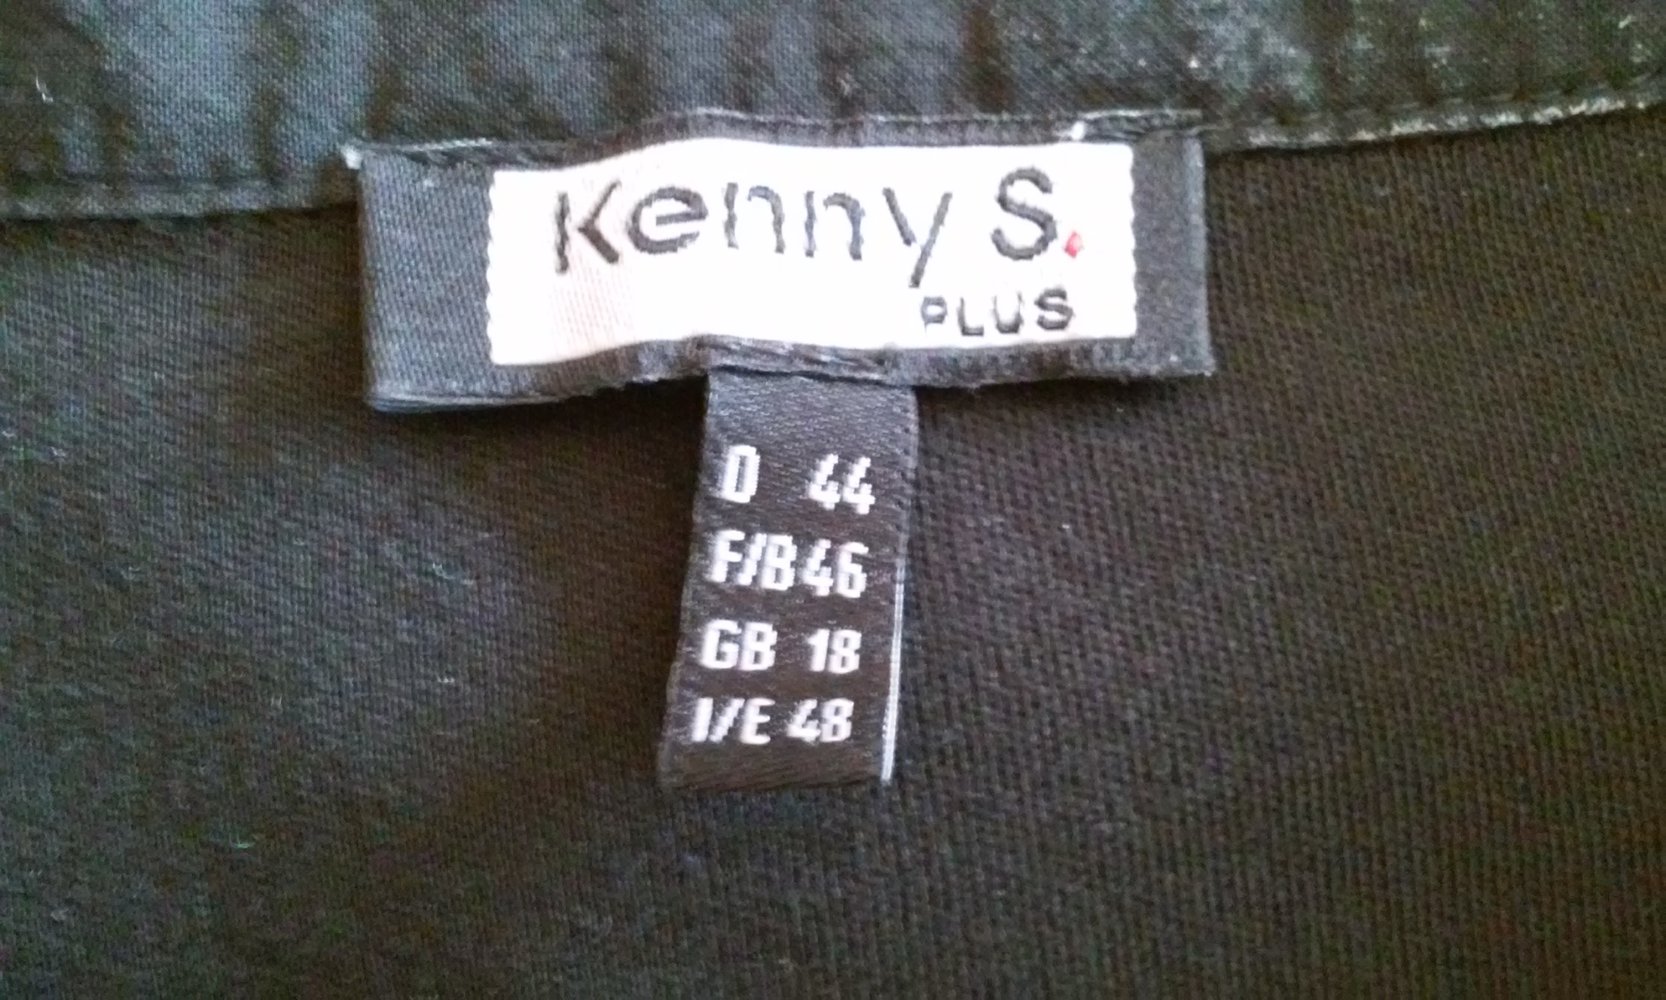 Kenny S.
PLUS
D 44
F/B 46
GB 18
I/E 48